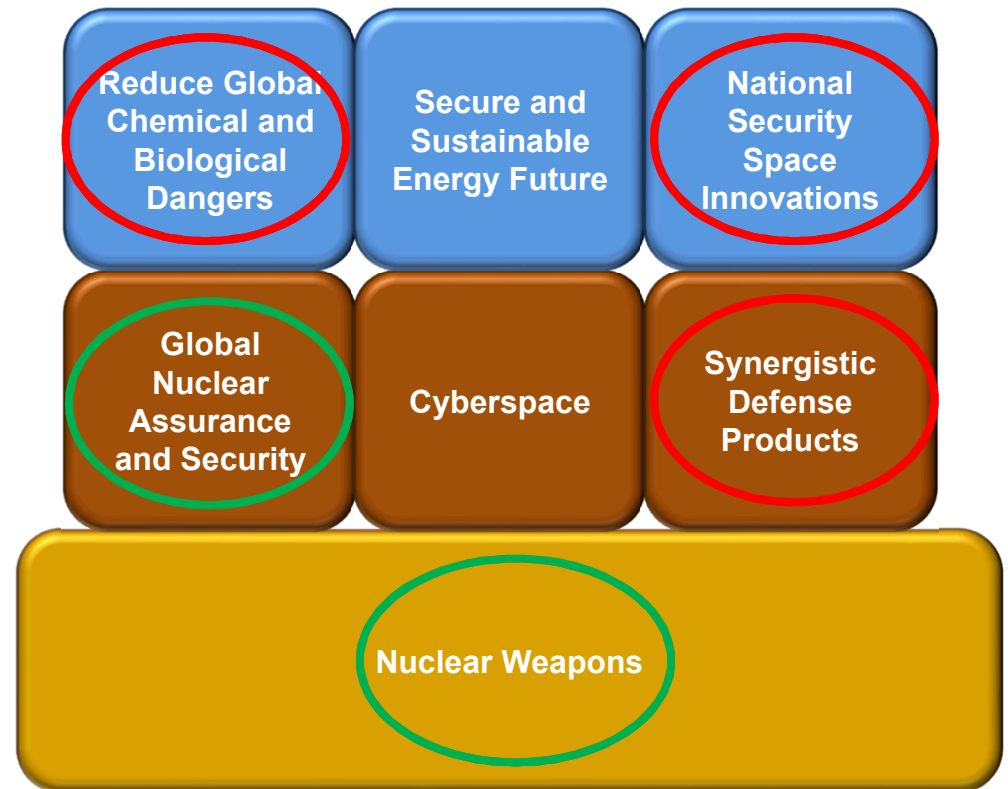 Reduce Global
Chemical and
Biological
Dangers
Secure and
Sustainable
Energy Future
National
Security
Space
Innovations
Global
Nuclear
Assurance
and Security
Cyberspace
Synergistic
Defense
Products
Nuclear Weapons